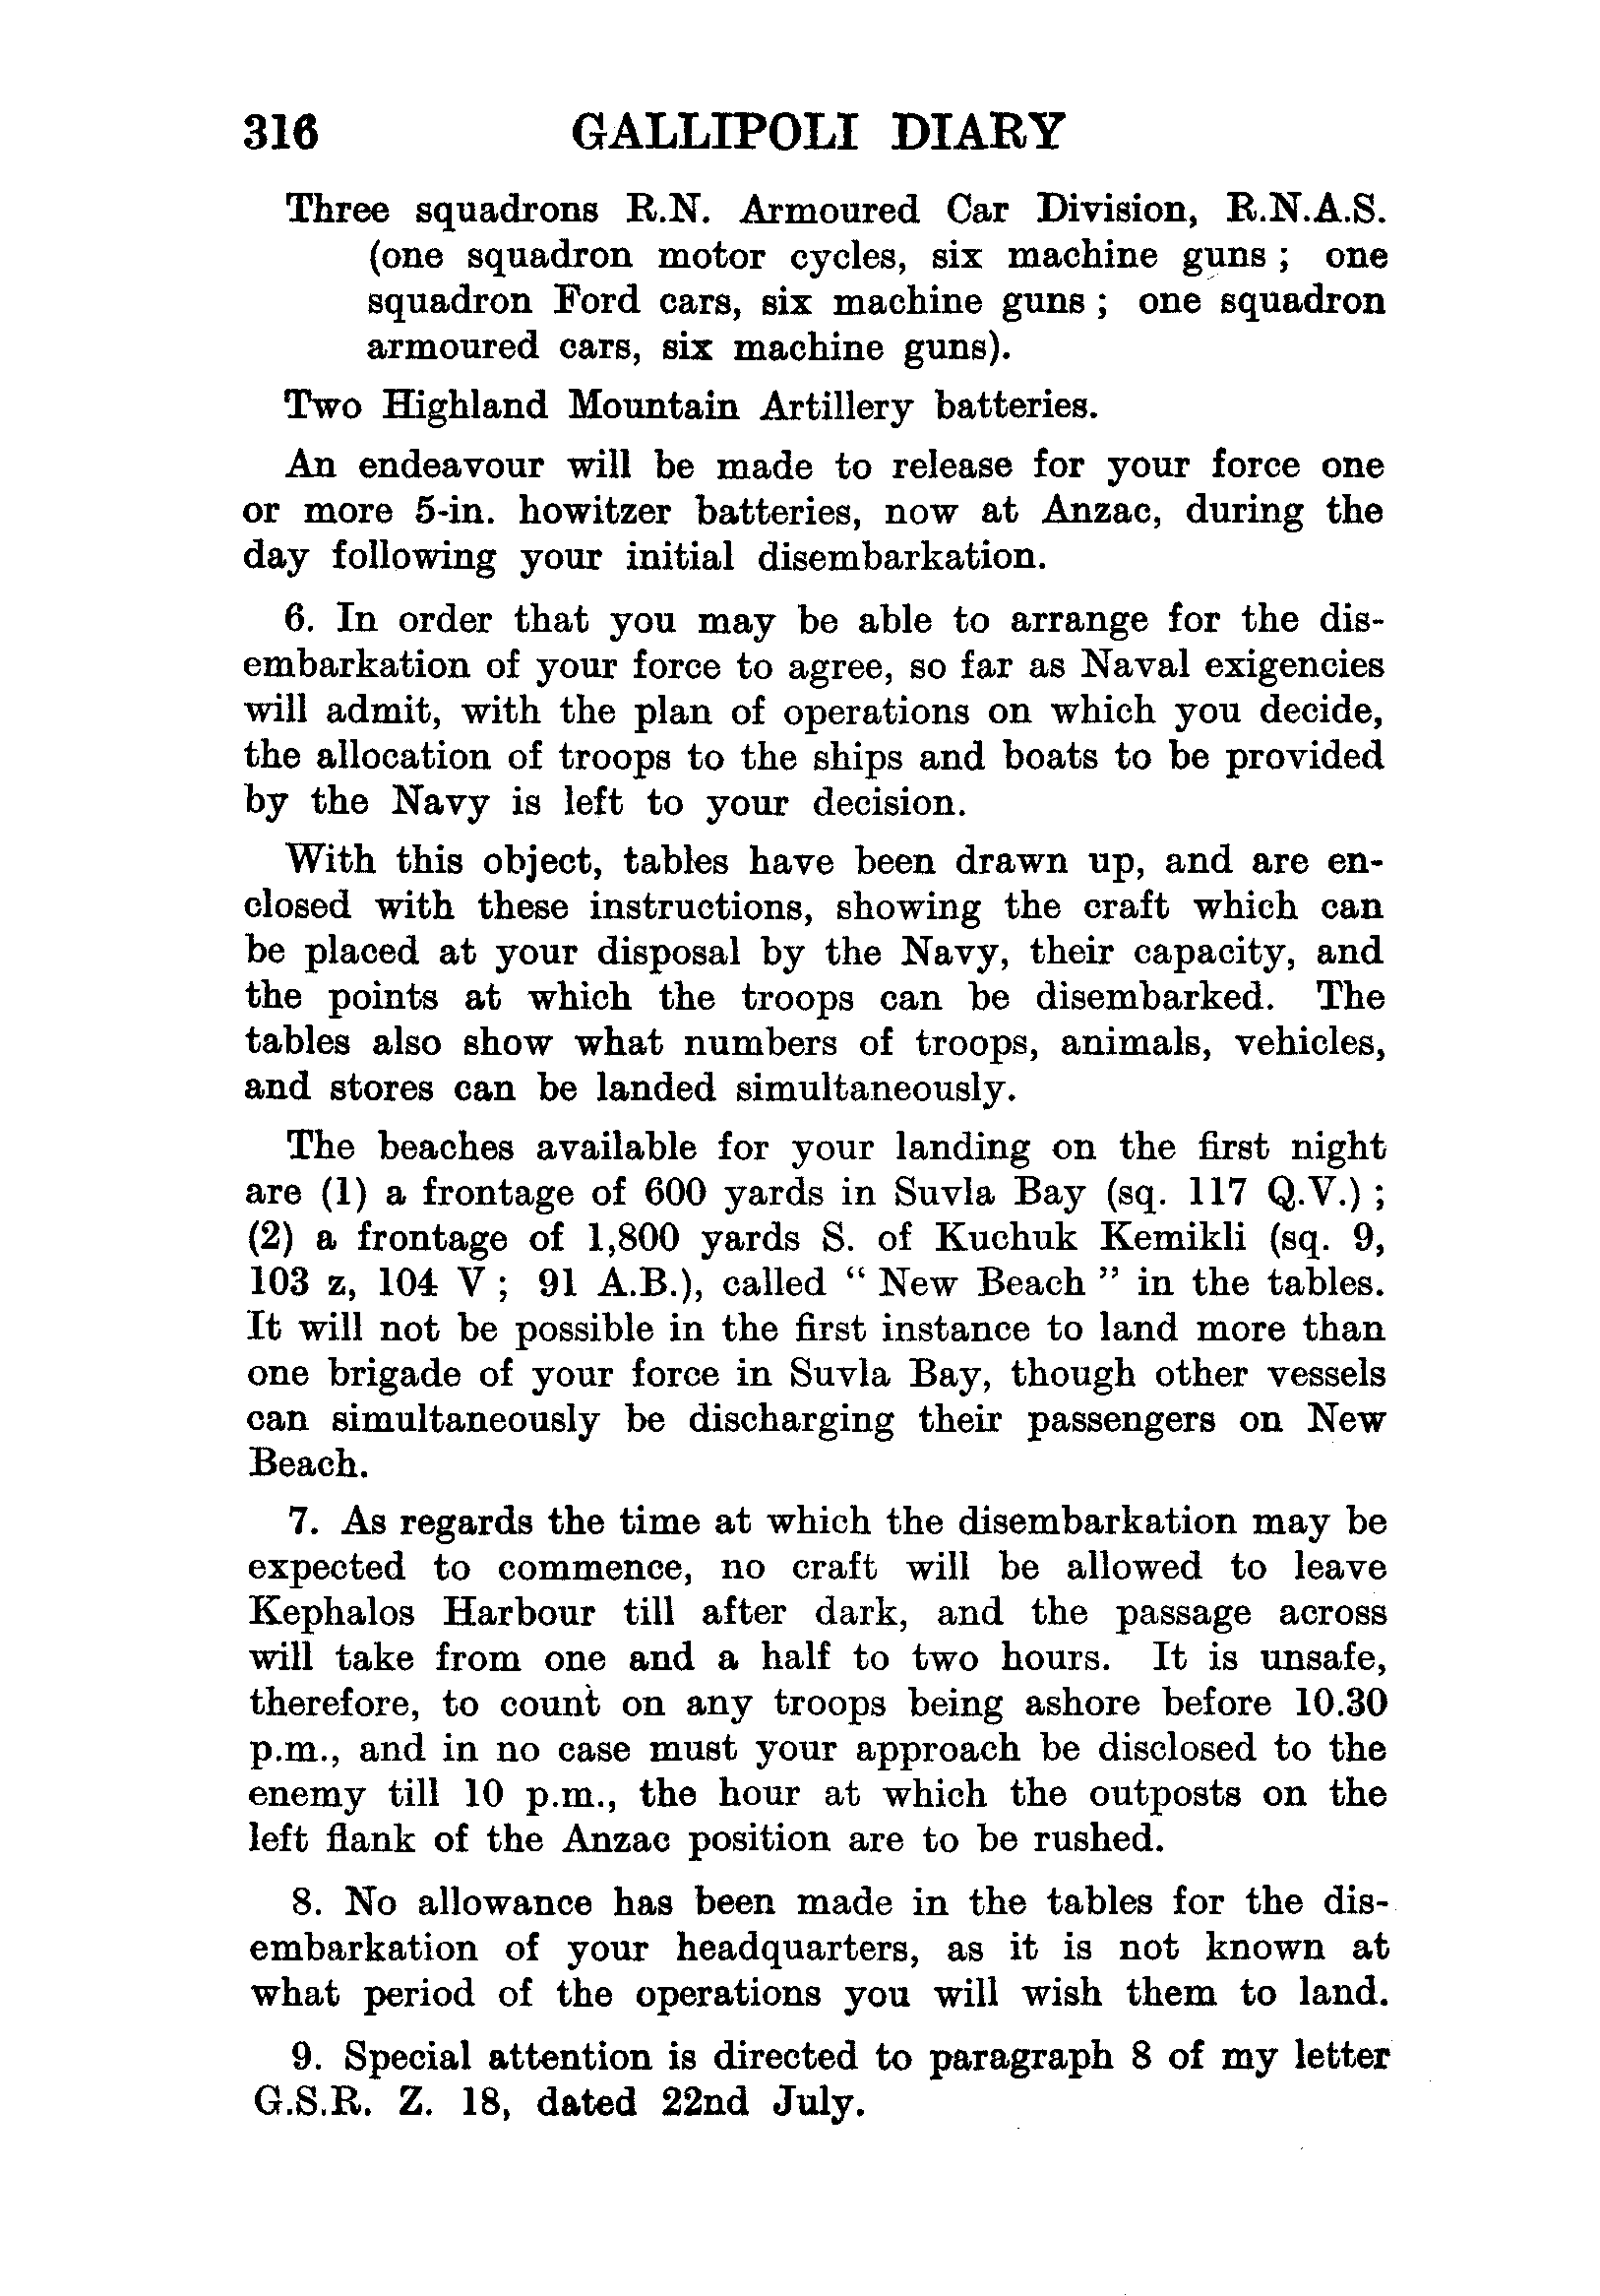 316 GALLIPOLI DIARY
Three squadrons R.N. Armoured Car Division, R.N.A.S.
(one squadron motor cycles, six machine guns ; one
squadron Ford cars, six machine guns ; one squadron
armoured cars, six machine guns).
Two Highland Mountain Artillery batteries.
An endeavour will be made to release for your force one
or more 5-in. howitzer batteries, now at Anzac, during the
day following your initial disembarkation.
6. In order that you may be able to arrange for the dis-
embarkation of your force to agree, so far as Naval exigencies
will admit, with the plan of operations on which you decide,
the allocation of troops to the ships and boats to be provided
by the Navy is left to your decision.
With this object, tables have been drawn up, and are en-
closed with these instructions, showing the craft which can
be placed at your disposal by the Navy, their capacity, and
the points at which the troops can be disembarked. The
tables also show what numbers of troops, animals, vehicles,
and stores can be landed simultaneously.
The beaches available for your landing on the first night
are (1) a frontage of 600 yards in Suvla Bay (sq. 117 Q.V.) ;
(2) a frontage of 1,800 yards S. of Kuchuk Kemikli (sq. 9,
103 z, 104 V ; 91 A.B.), called “ New Beach ” in the tables.
It will not be possible in the first instance to land more than
one brigade of your force in Suvla Bay, though other vessels
can simultaneously be discharging their passengers on New
Beach.
7. As regards the time at which the disembarkation may be
expected to commence, no craft will be allowed to leave
Kephalos Harbour till after dark, and the passage across
will take from one and a half to two hours. It is unsafe,
therefore, to count on any troops being ashore before 10.30
p.m., and in no case must your approach be disclosed to the
enemy till 10 p.m., the hour at which the outposts on the
left flank of the Anzac position are to be rushed.
8. No allowance has been made in the tables for the dis-
embarkation of your headquarters, as it is not known at
what period of the operations you will wish them to land.
9. Special attention is directed to paragraph 8 of my letter
G.S.R. Z. 18, dated 22nd July.